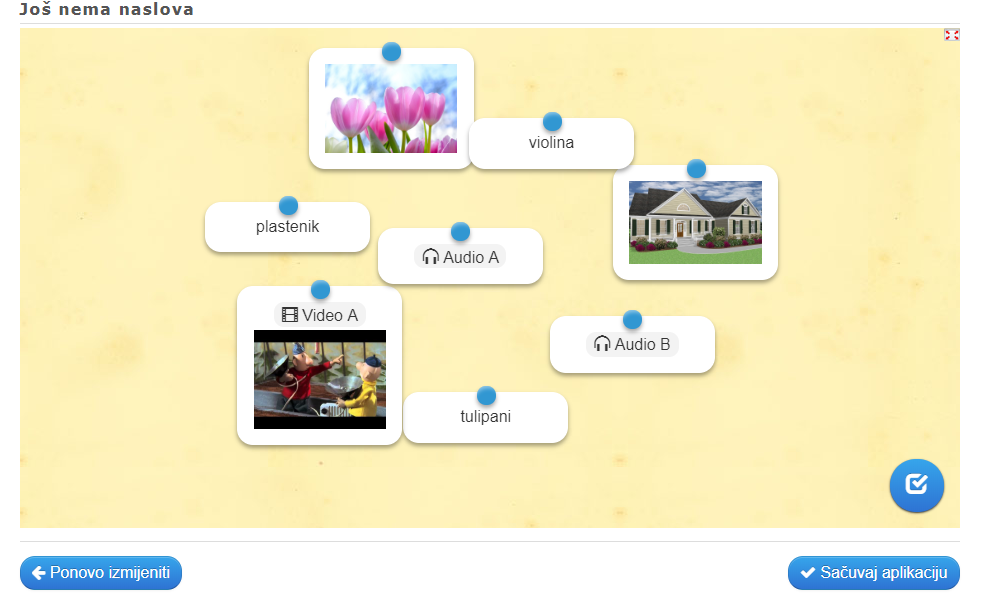 Još nema naslova
violina
plastenik
Audio A
Video A
Audio B
tulipani
Ponovo izmijeniti
Sačuvaj aplikaciju